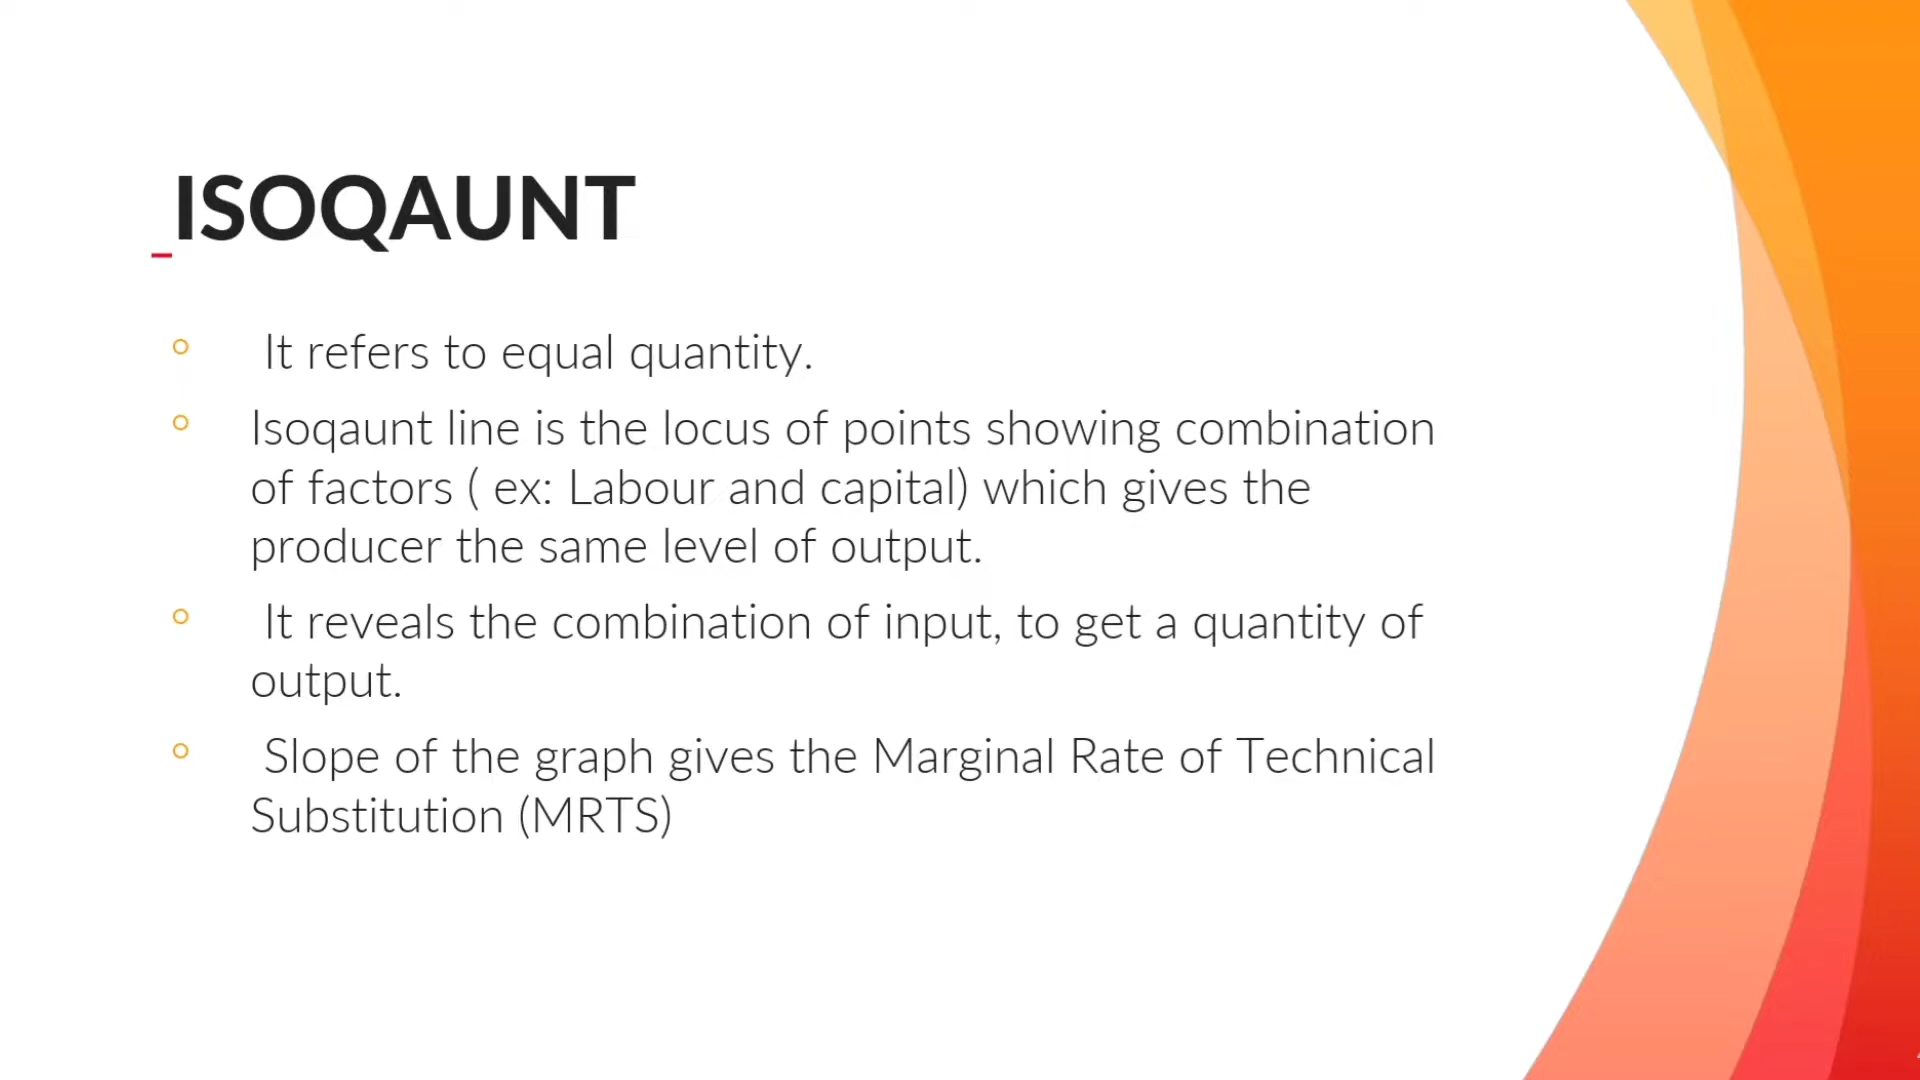 ISOQAUNT
It refers to equal quantity.
Isoqaunt line is the locus of points showing combination
of factors ( ex: Labour and capital) which gives the
producer the same level of output.
It reveals the combination of input, to get a quantity of
output.
Slope of the graph gives the Marginal Rate of Technical
Substitution (MRTS)